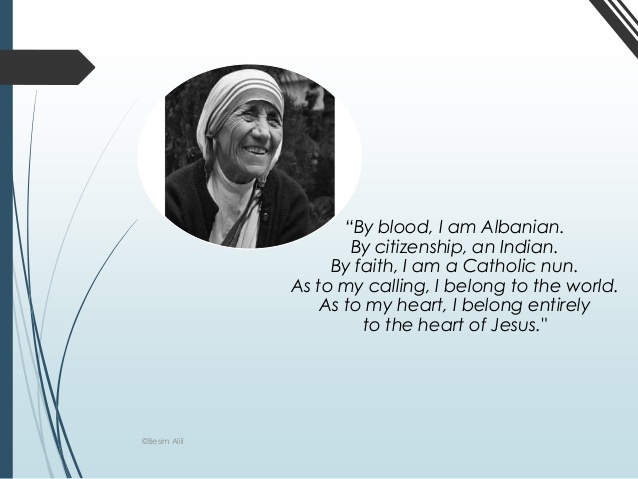 “By blood, I am Albanian.
By citizenship, an Indian.
By faith, I am a Catholic nun.
As to my calling, I belong to the world.
As to my heart, I belong entirely
to the heart of Jesus."
©Besim Alili